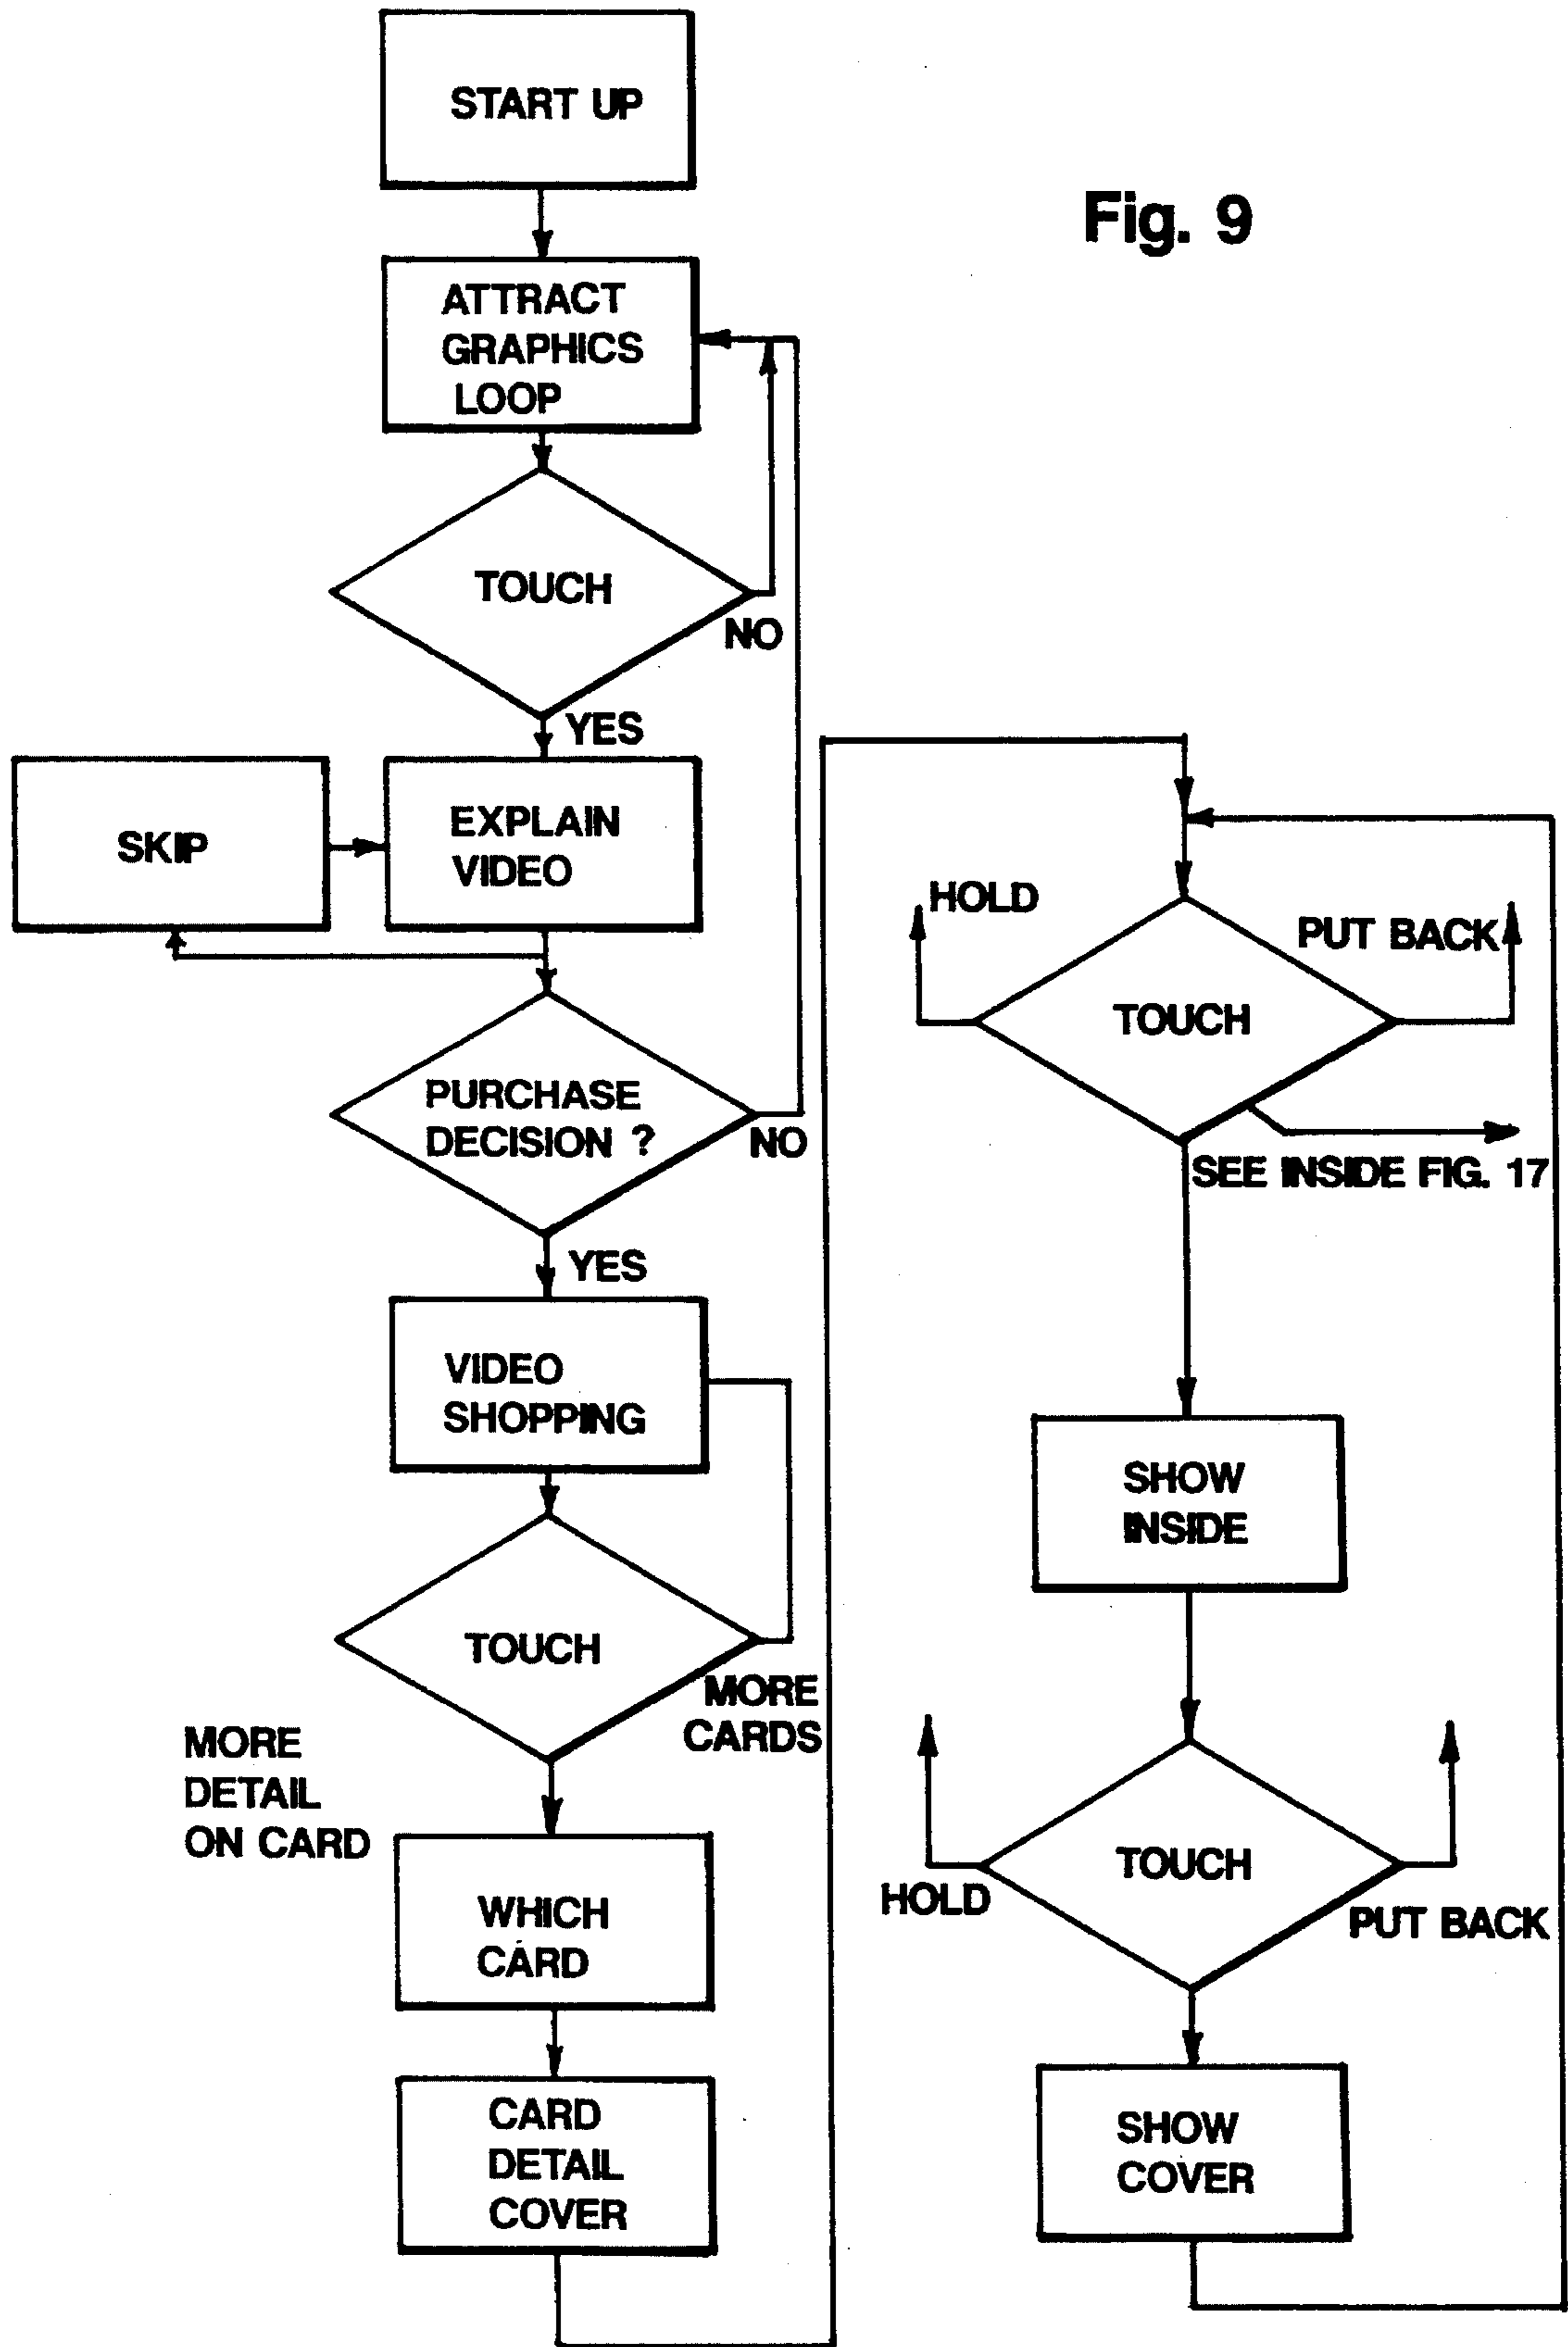 Fig. 9
START UP
ATTRACT
GRAPHICS
LOOP
TOUCH
NO
YES
SKIP
EXPLAIN
VIDEO
PURCHASE
DECISION ?
NO
YES
VIDEO
SHOPPING
TOUCH
MORE
CARDS
MORE
DETAIL
ON CARD
WHICH
CARD
CARD
DETAIL
COVER
HOLD
PUT BACK
TOUCH
SEE INSIDE FIG. 17
SHOW
INSIDE
TOUCH
HOLD
PUT BACK
SHOW
COVER